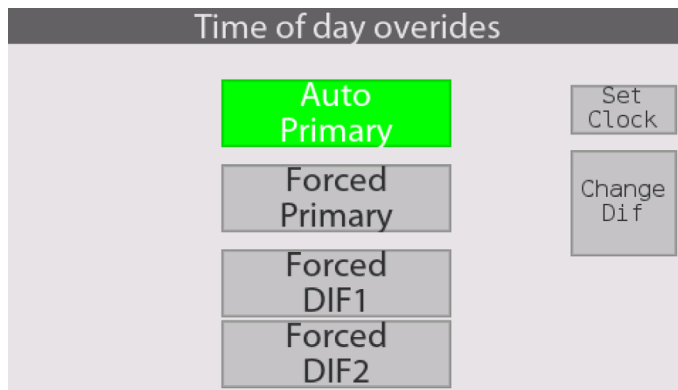 Time of day overides
Auto
Primary
Set
Clock
Forced
Primary
Change
Dif
Forced
DIF1
Forced
DIF2